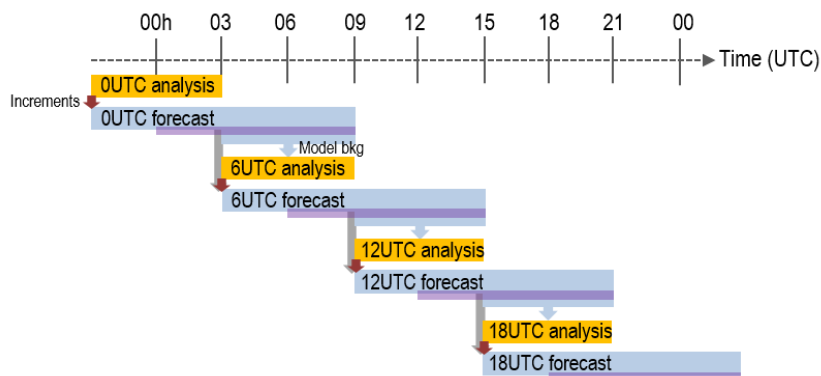 00h 03 06 09 12 15 18 21 00
Time (UTC)
0UTC analysis
Increments
0UTC forecast
Model bkg
6UTC analysis
6UTC forecast
12UTC analysis
12UTC forecast
18UTC analysis
18UTC forecast